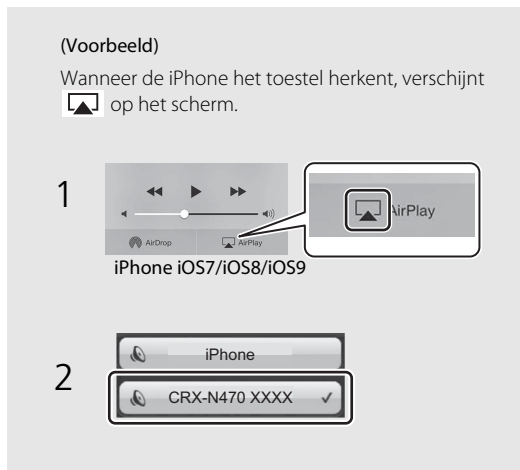 (Voorbeeld)
Wanneer de iPhone het toestel herkent, verschijnt
op het scherm.
1
AirDrop
AirPlay
AirPlay
iPhone iOS7/iOS8/iOS9
2
iPhone
CRX-N470 XXXX